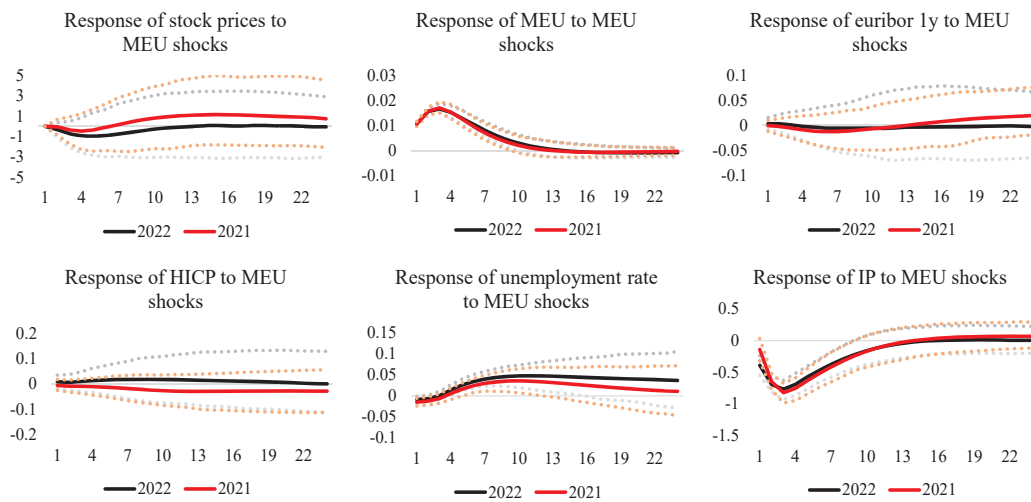 Response of stock prices to
MEU shocks
5
3
1
-1
-3
-5
1 4 7 10 13 16 19 22
2022 2021
Response of MEU to MEU
shocks
0.03
0.02
0.01
0
-0.01
1 4 7 10 13 16 19 22
2022 2021
Response of euribor 1y to MEU
shocks
0.1
0.05
0
-0.05
-0.1
1 4 7 10 13 16 19 22
2022 2021
Response of HICP to MEU
shocks
0.2
0.1
0
-0.1
-0.2
1 4 7 10 13 16 19 22
2022 2021
Response of unemployment rate
to MEU shocks
0.15
0.1
0.05
0
-0.05
-0.1
1 4 7 10 13 16 19 22
2022 2021
Response of IP to MEU shocks
0.5
0
-0.5
-1
-1.5
1 4 7 10 13 16 19 22
2022 2021